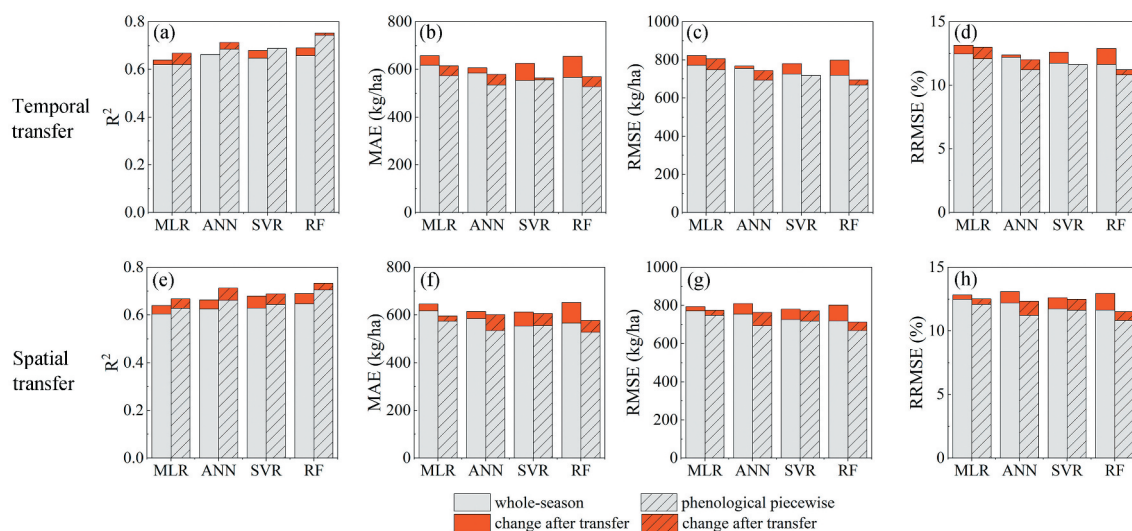 Temporal
transfer
(a)
R²
0.8
0.6
0.4
0.2
0.0
MLR ANN SVR RF
(b)
MAE (kg/ha)
800
600
400
200
0
MLR ANN SVR RF
(c)
RMSE (kg/ha)
1000
800
600
400
200
0
MLR ANN SVR RF
(d)
RRMSE (%)
15
10
5
0
MLR ANN SVR RF
Spatial
transfer
(e)
R²
0.8
0.6
0.4
0.2
0.0
MLR ANN SVR RF
(f)
MAE (kg/ha)
800
600
400
200
0
MLR ANN SVR RF
(g)
RMSE (kg/ha)
1000
800
600
400
200
0
MLR ANN SVR RF
(h)
RRMSE (%)
15
10
5
0
MLR ANN SVR RF
whole-season phenological piecewise
change after transfer change after transfer